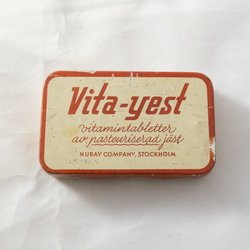 Vita-yest
vitamintabletter
av pasteuriserad jäst
NURAY COMPANY, STOCKHOLM